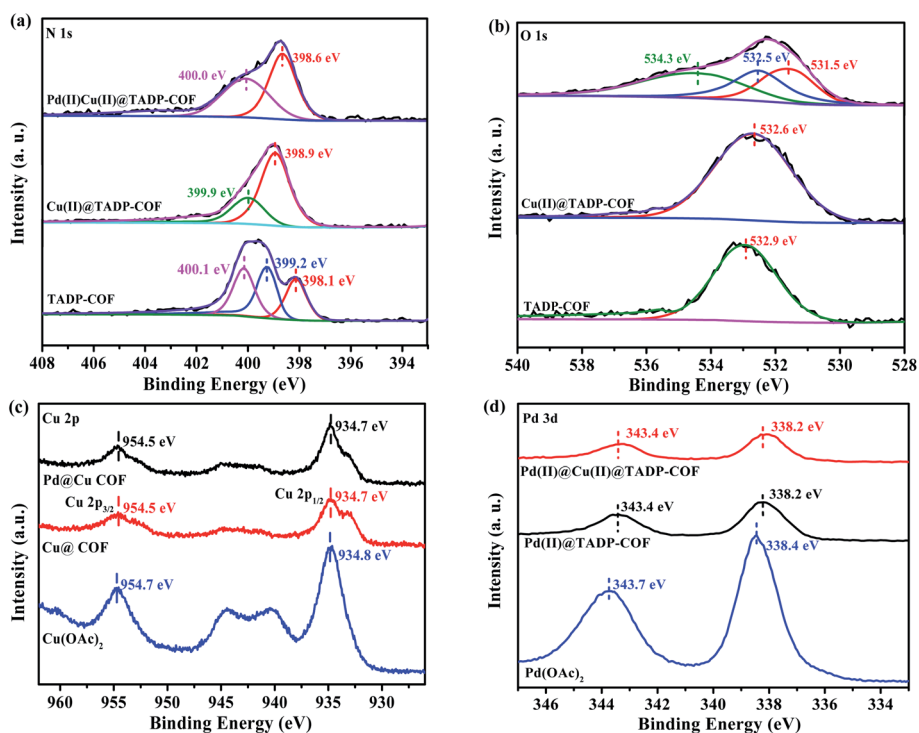 (a)
N 1s
398.6 eV
400.0 eV
Pd(II)Cu(II)@TADP-COF
398.9 eV
399.9 eV
Cu(II)@TADP-COF
400.1 eV
399.2 eV
398.1 eV
TADP-COF
Intensity (a. u.)
408 406 404 402 400 398 396 394
Binding Energy (eV)
(b)
O 1s
534.3 eV
532.5 eV
531.5 eV
532.6 eV
Cu(II)@TADP-COF
532.9 eV
TADP-COF
Intensity (a. u.)
540 538 536 534 532 530 528
Binding Energy (eV)
(c)
Cu 2p
954.5 eV
934.7 eV
Pd@Cu COF
Cu 2p3/2
Cu 2p1/2
954.5 eV
934.7 eV
Cu@ COF
934.8 eV
954.7 eV
Cu(OAc)2
Intensity (a. u.)
960 955 950 945 940 935 930
Binding Energy (eV)
(d)
Pd 3d
343.4 eV
338.2 eV
Pd(II)@Cu(II)@TADP-COF
343.4 eV
338.2 eV
Pd(II)@TADP-COF
338.4 eV
343.7 eV
Pd(OAc)2
Intensity (a. u.)
346 344 342 340 338 336 334
Binding Energy (eV)